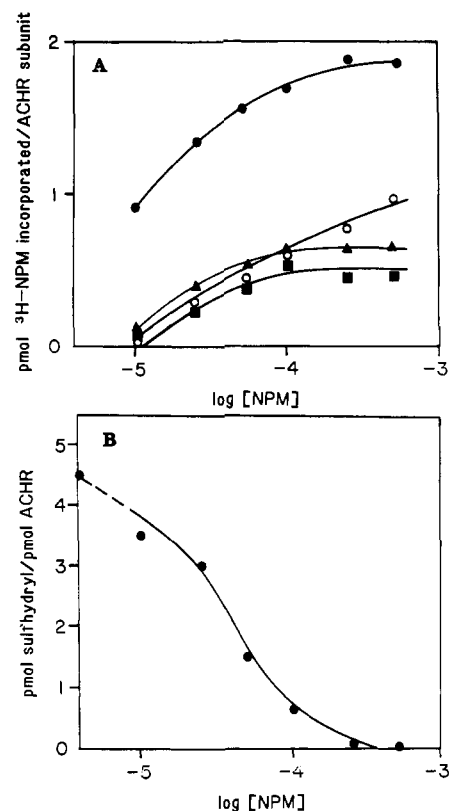 A
pmol ³H-NPM incorporated/ACHR subunit
2
1
0
-5
-4
-3
log [NPM]
B
pmol sulfhydryl/pmol ACHR
5
4
3
2
1
0
-5
-4
-3
log [NPM]